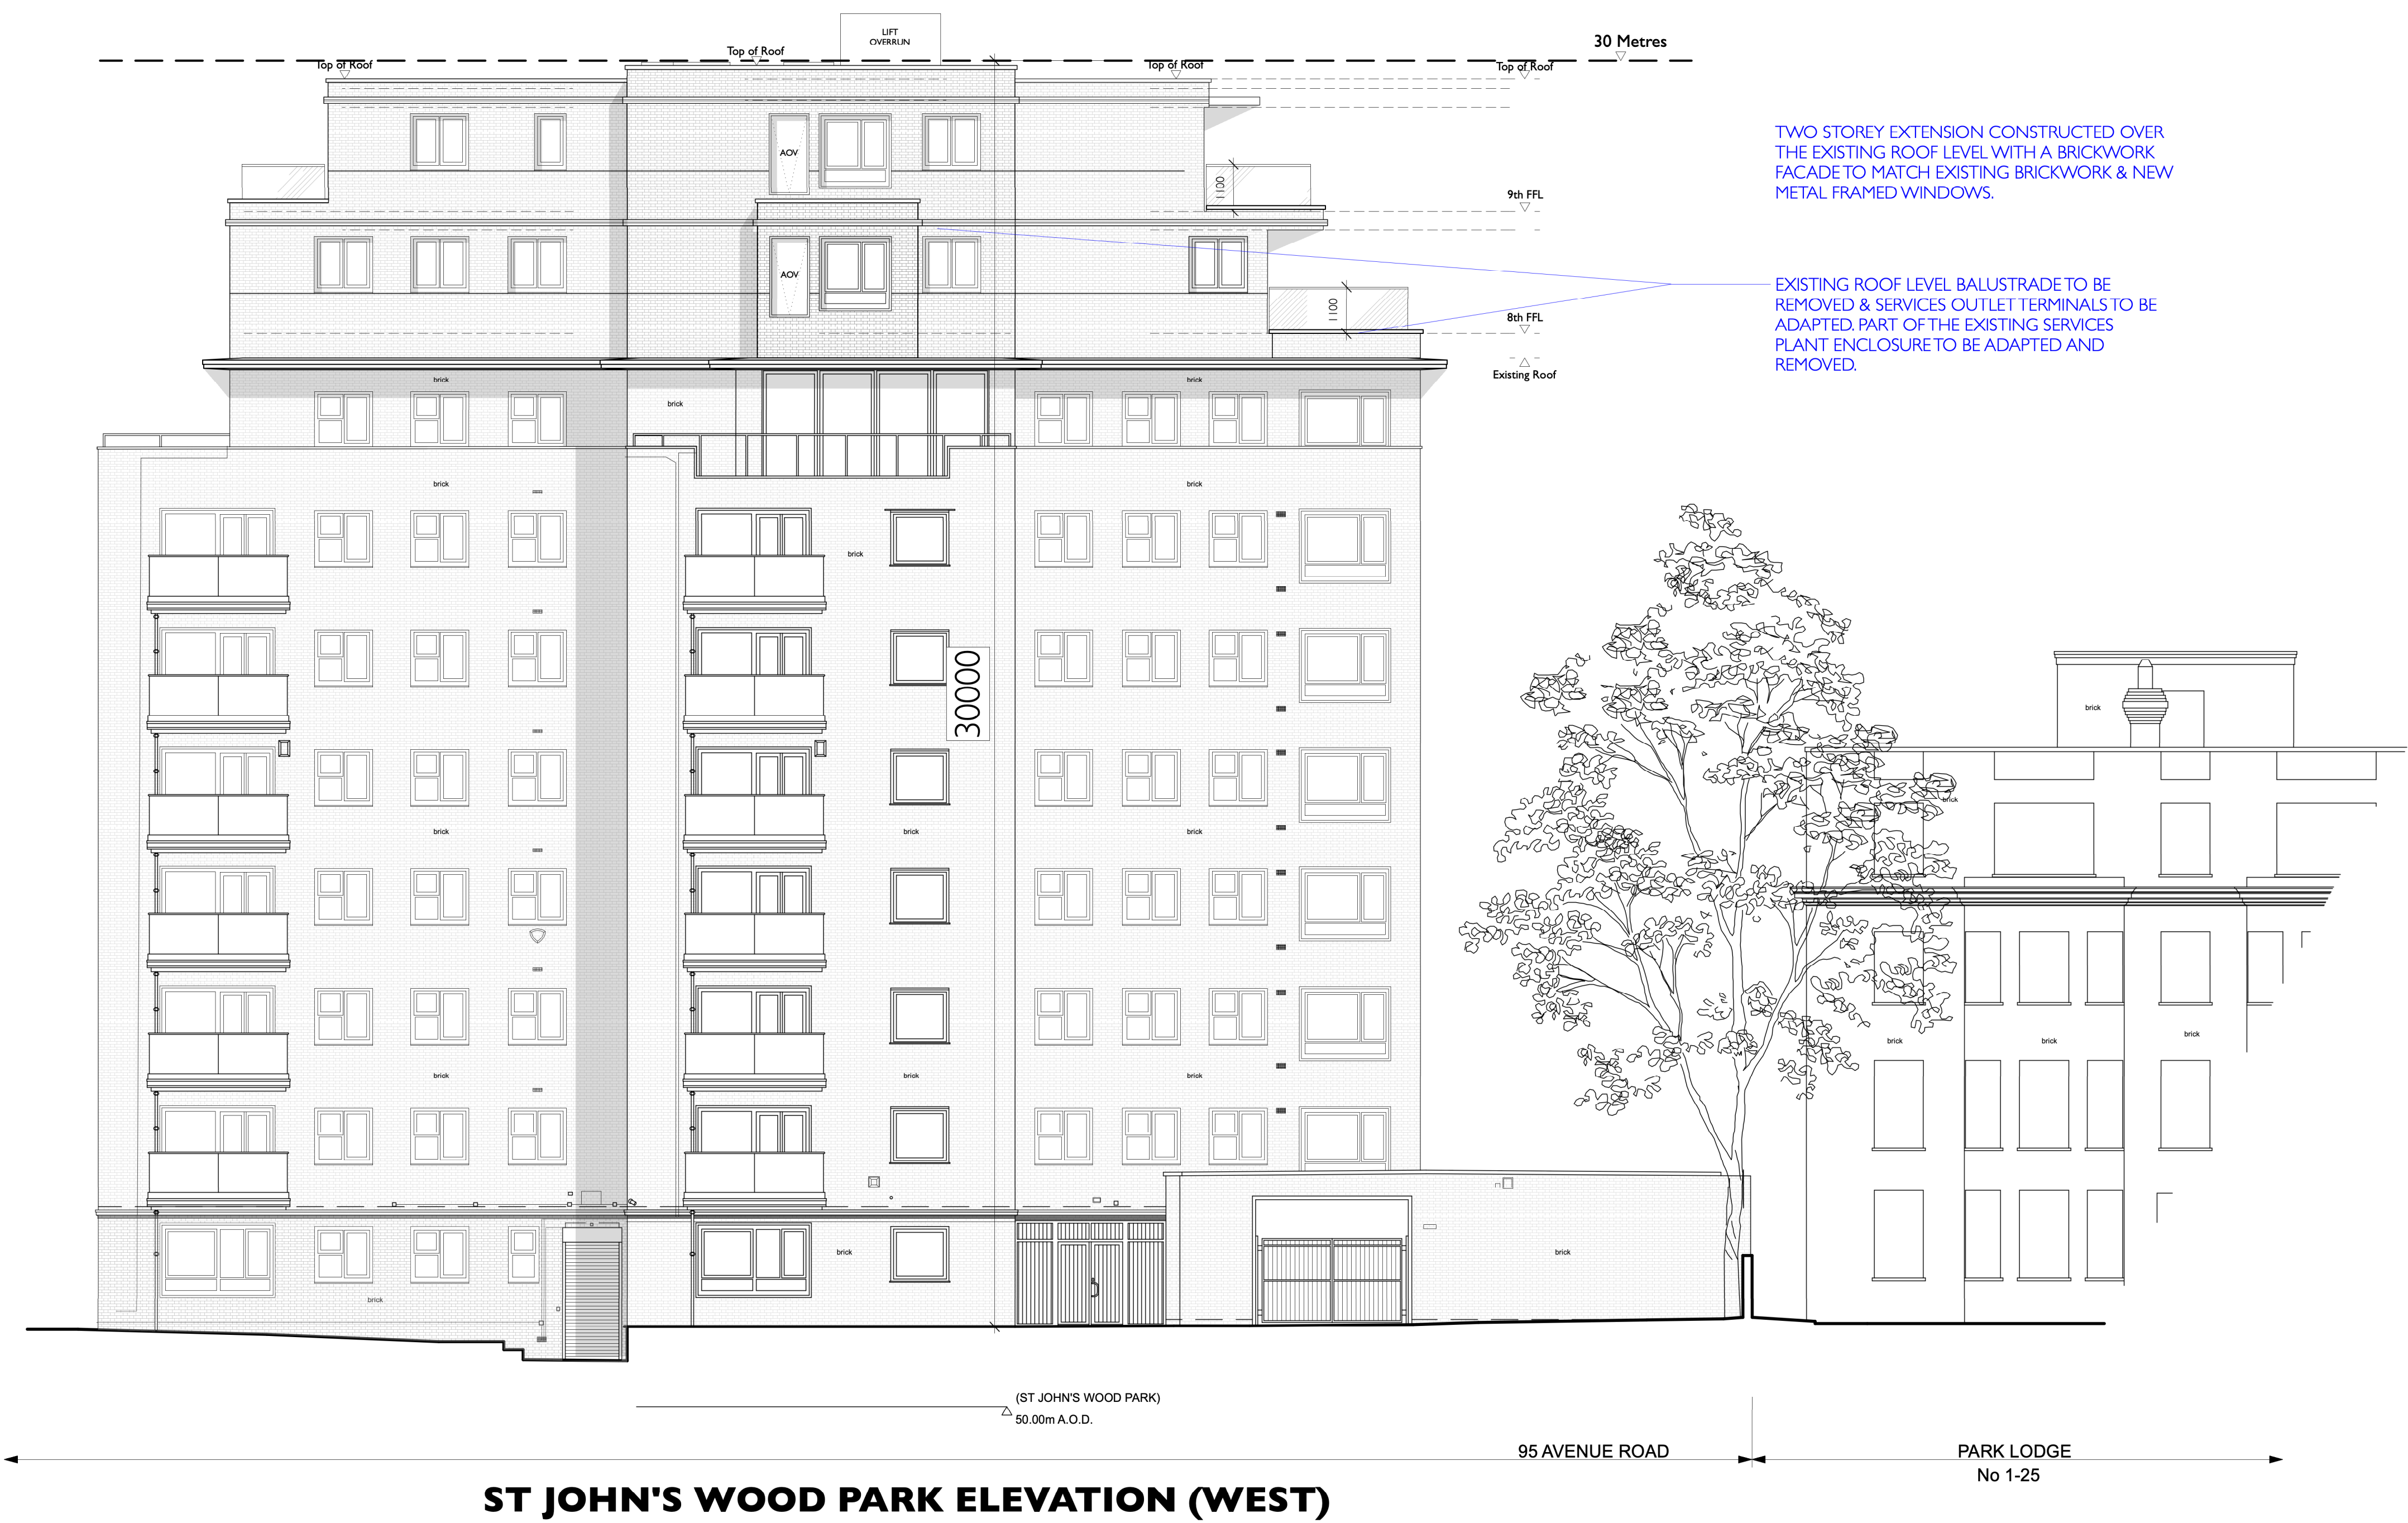 LIFT
OVERRUN
30 Metres
Top of Roof
Top of Roof
Top of Roof
Top of Roof
TWO STOREY EXTENSION CONSTRUCTED OVER
THE EXISTING ROOF LEVEL WITH A BRICKWORK
FACADE TO MATCH EXISTING BRICKWORK & NEW
METAL FRAMED WINDOWS.
AOV
1100
9th FFL
AOV
EXISTING ROOF LEVEL BALUSTRADE TO BE
REMOVED & SERVICES OUTLET TERMINALS TO BE
ADAPTED. PART OF THE EXISTING SERVICES
PLANT ENCLOSURE TO BE ADAPTED AND
REMOVED.
1100
8th FFL
Existing Roof
brick
brick
brick
brick
brick
brick
30000
brick
brick
brick
brick
brick
brick
brick
brick
brick
brick
brick
brick
brick
brick
(ST JOHN'S WOOD PARK)
50.00m A.O.D.
95 AVENUE ROAD
PARK LODGE
No 1-25
ST JOHN'S WOOD PARK ELEVATION (WEST)